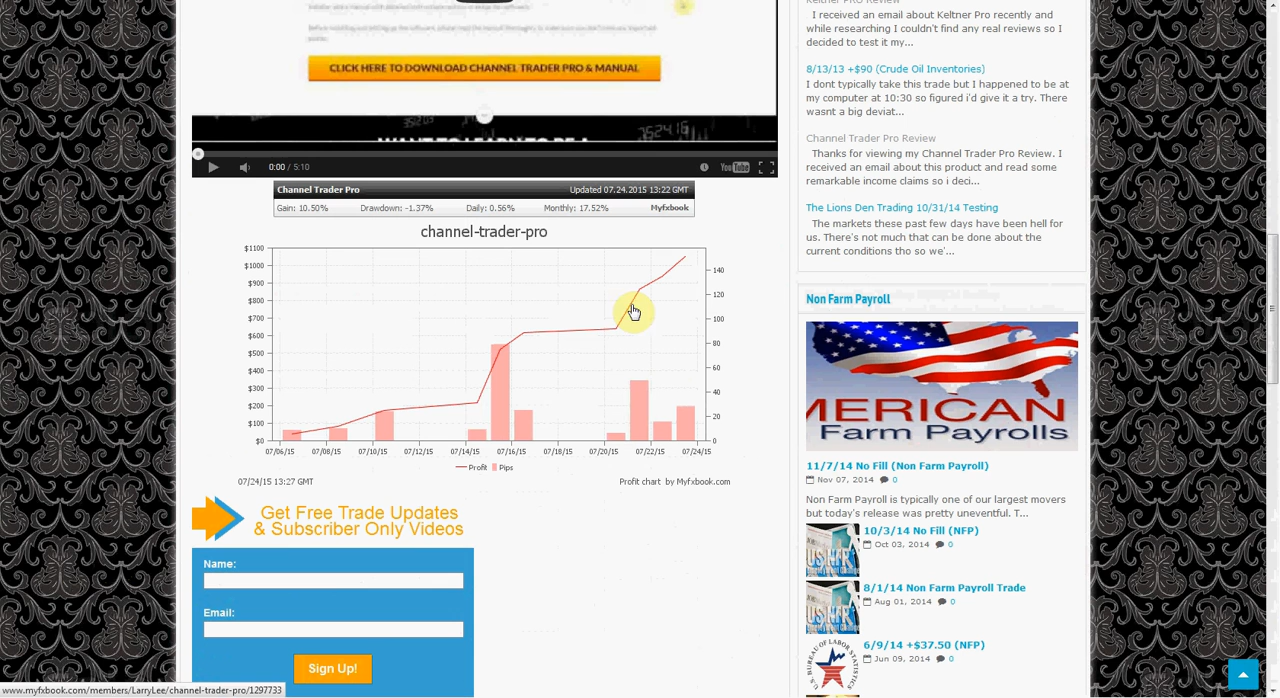 CLICK HERE TO DOWNLOAD CHANNEL TRADER PRO & MANUAL
WANT TO LEARN TO BE A
3524.16
0:00 / 5:10
YouTube
Channel Trader Pro Updated 07.24.2015 13:22 GMT
Gain: 10.50% Drawdown: -1.37% Daily: 0.56% Monthly: 17.52% Myfxbook
channel-trader-pro
$1100
$1000
$900
$800
$700
$600
$500
$400
$300
$200
$100
$0
140
120
100
80
60
40
20
0
07/06/15 07/08/15 07/10/15 07/12/15 07/14/15 07/16/15 07/18/15 07/20/15 07/22/15 07/24/15
Profit Pips
07/24/15 13:27 GMT Profit chart by Myfxbook.com
Get Free Trade Updates
& Subscriber Only Videos
Name:
Email:
Sign Up!
Keltner PRO Review
I received an email about Keltner Pro recently and
while researching I couldn't find any real reviews so I
decided to test it my...
8/13/13 +$90 (Crude Oil Inventories)
I dont typically take this trade but I happened to be at
my computer at 10:30 so figured i'd give it a try. There
wasnt a big deviat...
Channel Trader Pro Review
Thanks for viewing my Channel Trader Pro Review. I
received an email about this product and read some
remarkable income claims so i deci...
The Lions Den Trading 10/31/14 Testing
The markets these past few days have been hell for
us. There's not much that can be done about the
current conditions tho so we'...
Non Farm Payroll
MERICAN
Farm Payrolls
11/7/14 No Fill (Non Farm Payroll)
Nov 07, 2014 0
Non Farm Payroll is typically one of our largest movers
but today's release was pretty uneventful. T...
10/3/14 No Fill (NFP)
Oct 03, 2014 0
8/1/14 Non Farm Payroll Trade
Aug 01, 2014 0
6/9/14 +$37.50 (NFP)
Jun 09, 2014 0
www.myfxbook.com/members/LarryLee/channel-trader-pro/1297733